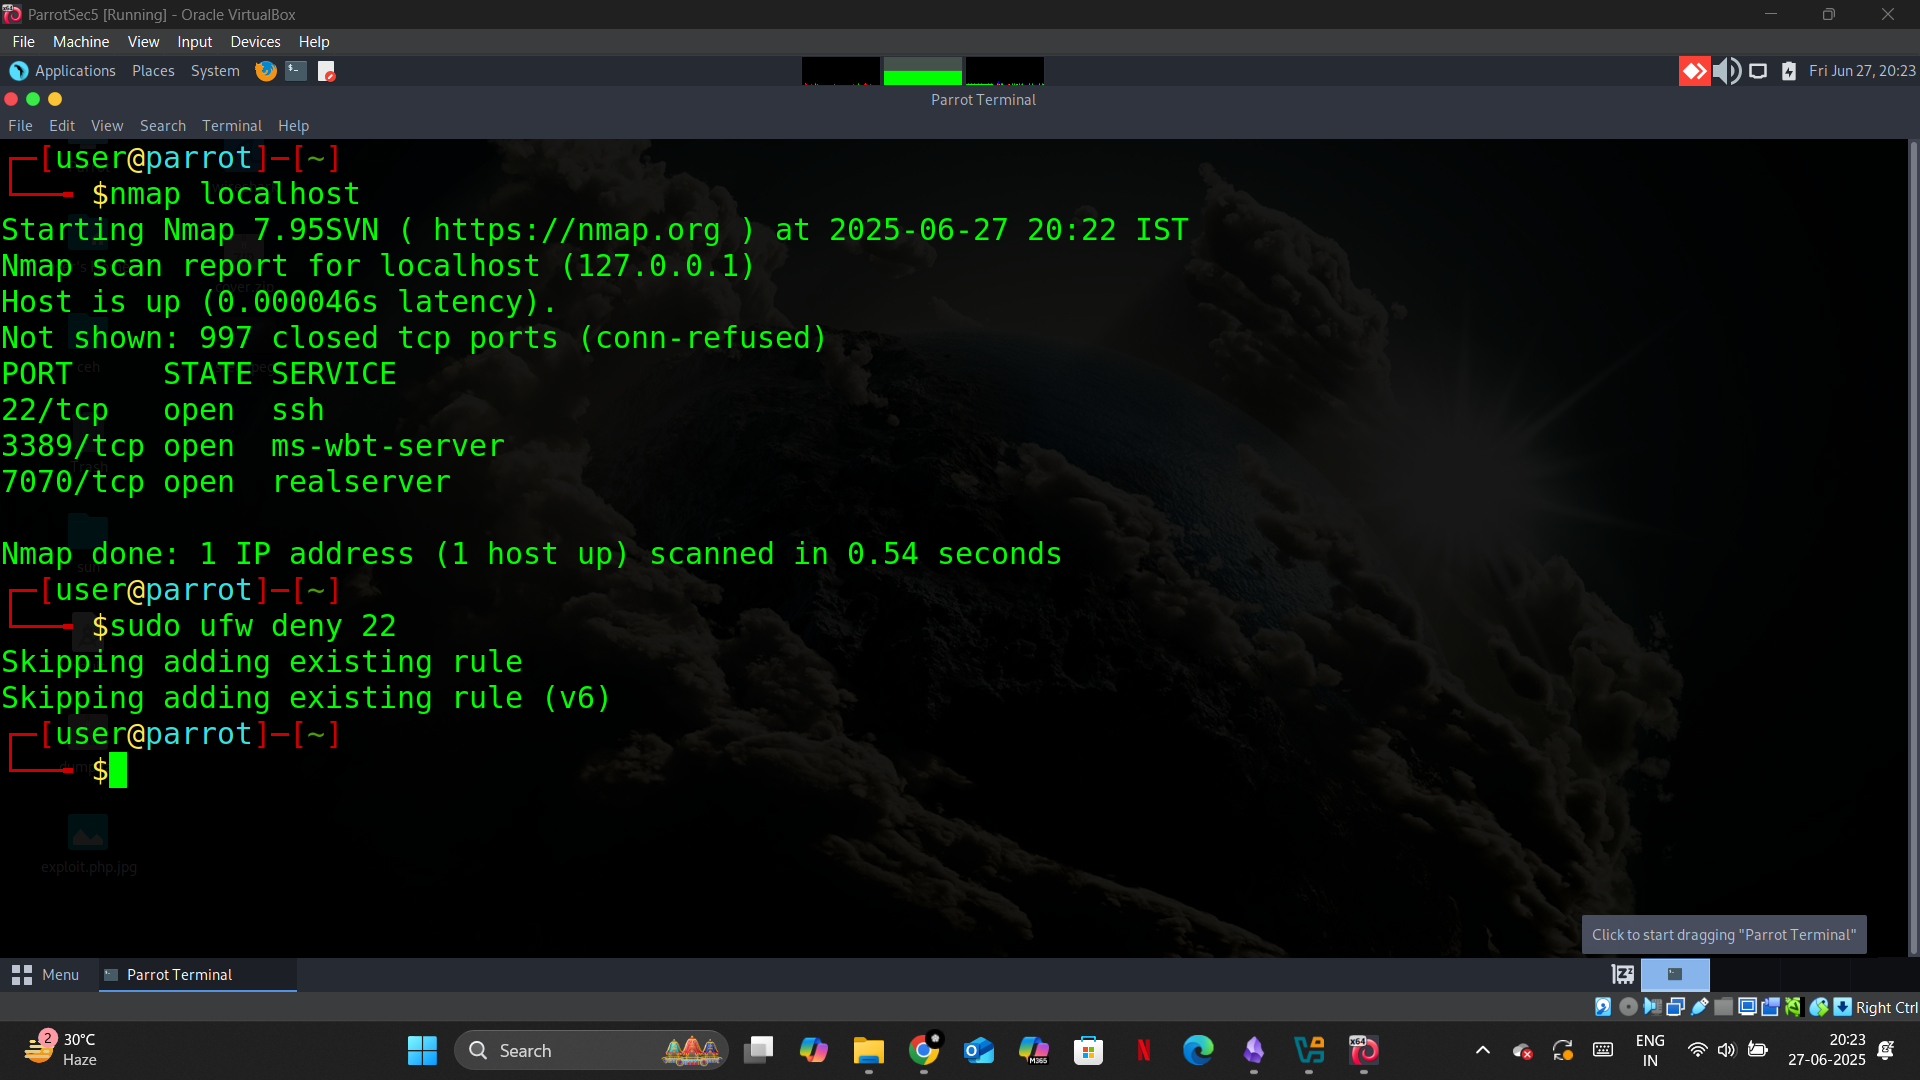 ParrotSec5 [Running] - Oracle VirtualBox
File Machine View Input Devices Help
Applications Places System
Fri Jun 27, 20:23
Parrot Terminal
File Edit View Search Terminal Help
┌─[user@parrot]─[~]
└──╼ $nmap localhost
Starting Nmap 7.95SVN ( https://nmap.org ) at 2025-06-27 20:22 IST
Nmap scan report for localhost (127.0.0.1)
Host is up (0.000046s latency).
Not shown: 997 closed tcp ports (conn-refused)
PORT     STATE SERVICE
22/tcp   open  ssh
3389/tcp open  ms-wbt-server
7070/tcp open  realserver
Nmap done: 1 IP address (1 host up) scanned in 0.54 seconds
┌─[user@parrot]─[~]
└──╼ $sudo ufw deny 22
Skipping adding existing rule
Skipping adding existing rule (v6)
┌─[user@parrot]─[~]
└──╼ $
exploit.php.jpg
Click to start dragging "Parrot Terminal"
Menu
Parrot Terminal
Right Ctrl
2
30°C
Haze
Search
M365
x64
ENG
IN
20:23
27-06-2025